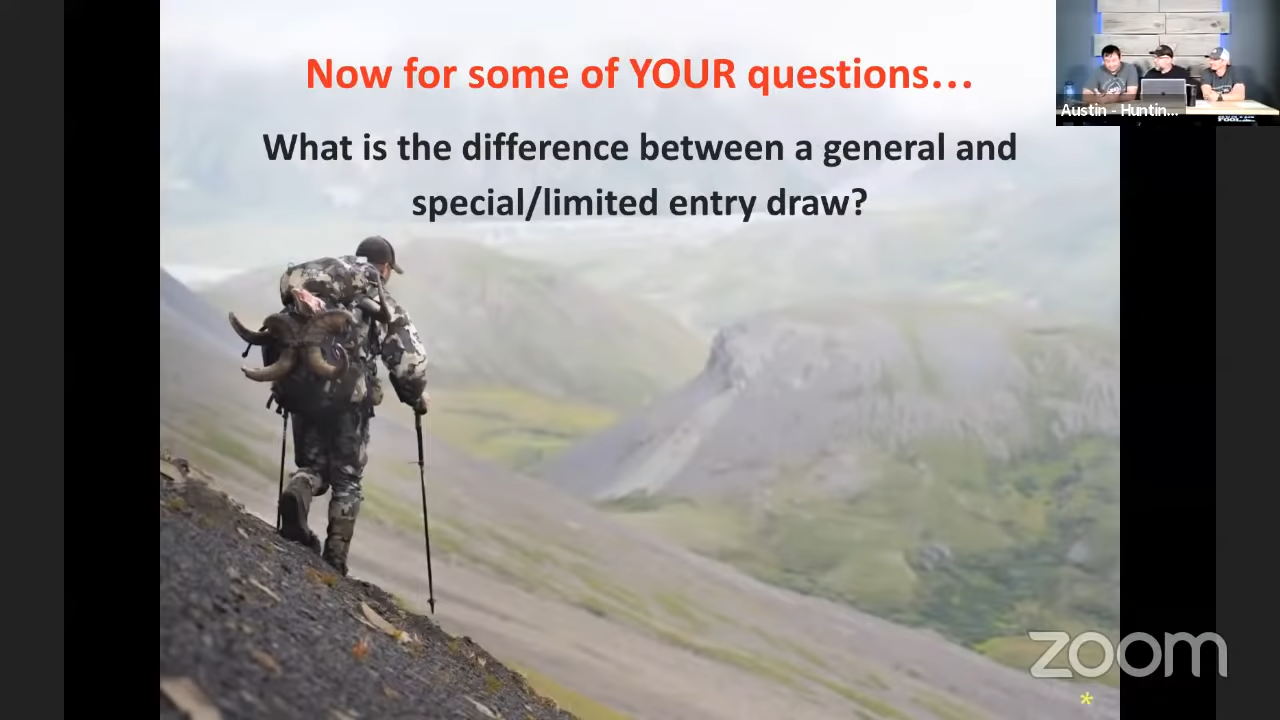 Now for some of YOUR questions…
What is the difference between a general and
special/limited entry draw?
Austin - Huntin...
zoom
*